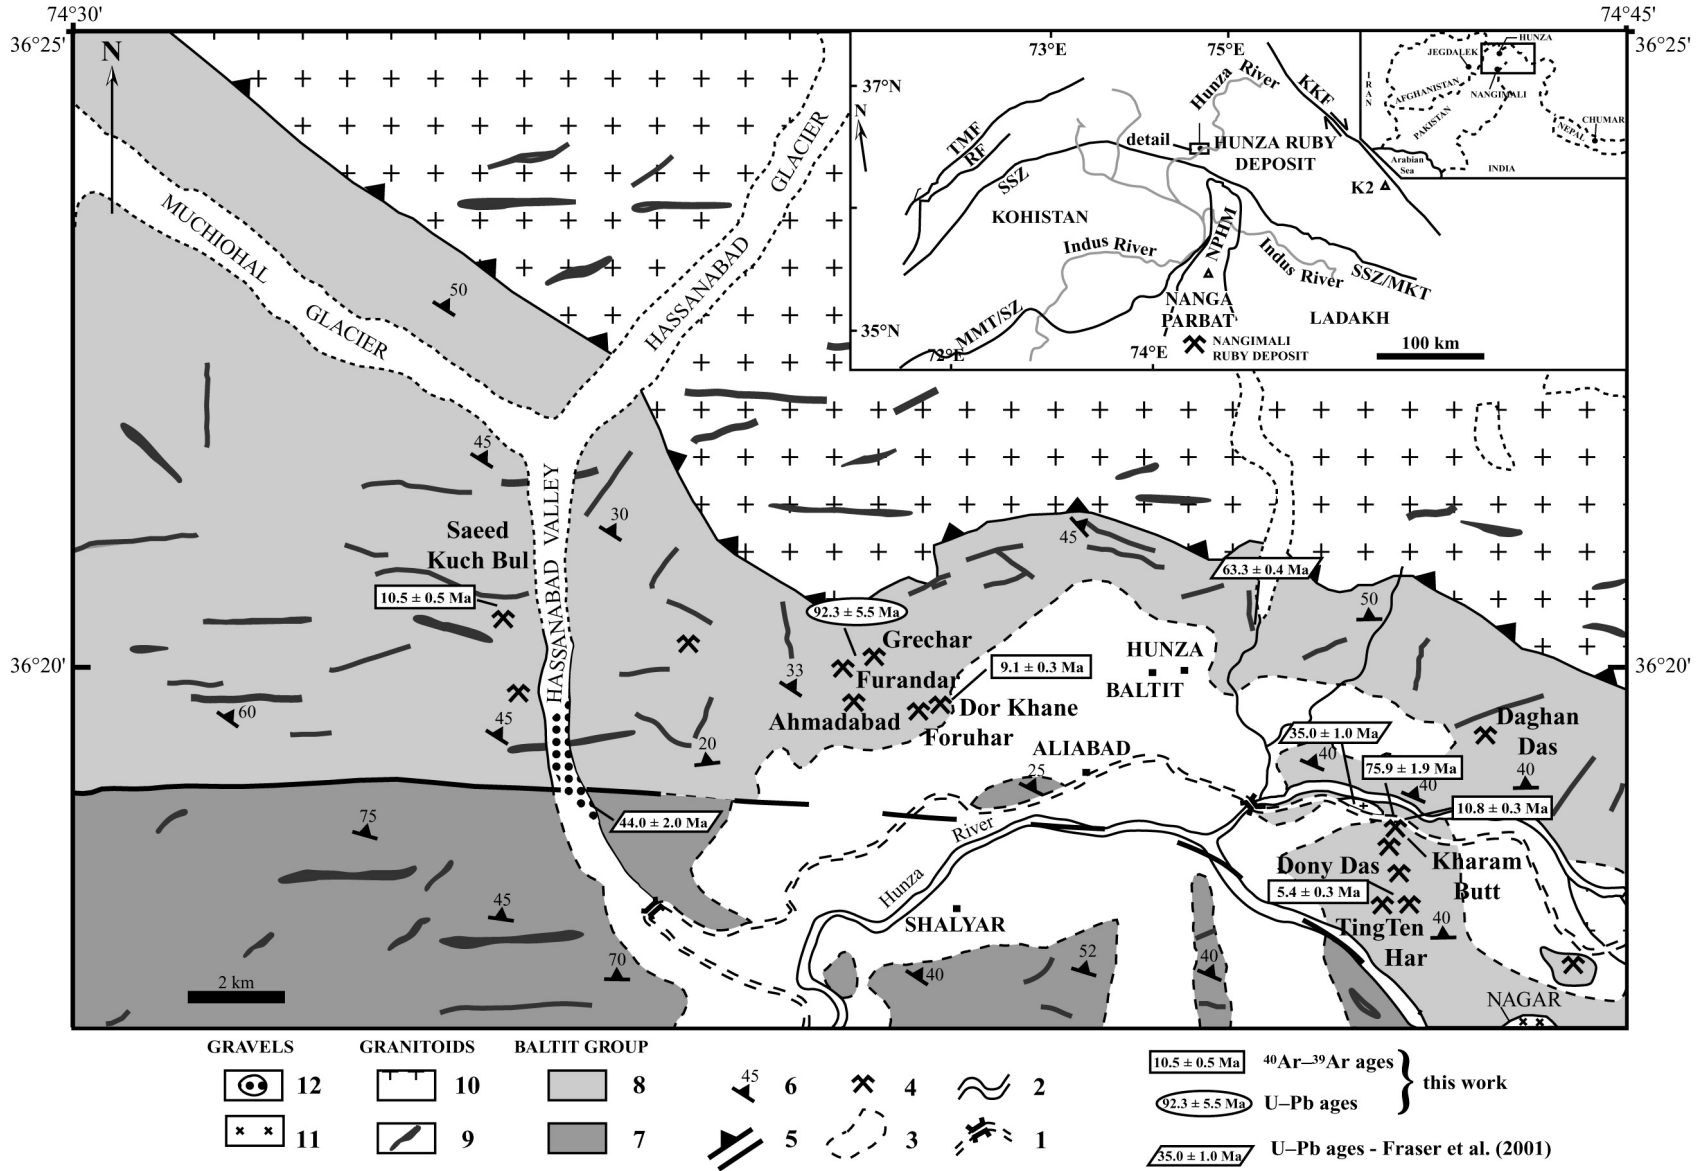 74°30'
74°45'
36°25'
36°25'
N
MUCHIOHAL
GLACIER
HASSANABAD
GLACIER
50
73°E
75°E
37°N
35°N
72°E
74°E
N
TMF
RF
SSZ
KOHISTAN
Hunza River
detail
HUNZA RUBY
DEPOSIT
KKF
K2
Indus River
NPHM
Indus River
SSZ/MKT
NANGA
PARBAT
LADAKH
MMT/SZ
NANGIMALI
RUBY DEPOSIT
100 km
IRAN
JEGDALEK
HUNZA
AFGHANISTAN
NANGIMALI
PAKISTAN
CHUMAR
NEPAL
Arabian
Sea
INDIA
45
30
45
Saeed
Kuch Bul
10.5 ± 0.5 Ma
HASSANABAD VALLEY
63.3 ± 0.4 Ma
92.3 ± 5.5 Ma
50
36°20'
36°20'
Grechar
33
Furandar
9.1 ± 0.3 Ma
HUNZA
BALTIT
60
45
20
Ahmadabad
Dor Khane
Foruhar
ALIABAD
35.0 ± 1.0 Ma
Daghan
Das
40
75.9 ± 1.9 Ma
40
40
25
10.8 ± 0.3 Ma
75
44.0 ± 2.0 Ma
Hunza River
Dony Das
Kharam
Butt
5.4 ± 0.3 Ma
45
SHALYAR
TingTen
Har
40
70
40
52
40
2 km
NAGAR
GRAVELS
GRANITOIDS
BALTIT GROUP
12
10
8
45
6
4
2
11
9
7
5
3
1
10.5 ± 0.5 Ma
⁴⁰Ar–³⁹Ar ages
this work
92.3 ± 5.5 Ma
U–Pb ages
35.0 ± 1.0 Ma
U–Pb ages - Fraser et al. (2001)